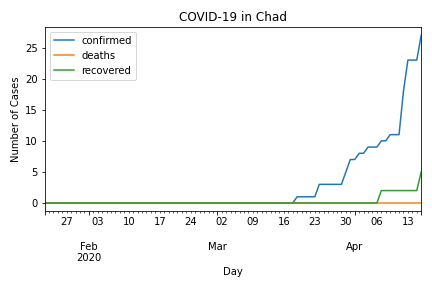 COVID-19 in Chad
confirmed
deaths
recovered
Number of Cases
25
20
15
10
5
0
27 03 10 17 24 02 09 16 23 30 06 13
Feb Mar Apr
2020
Day